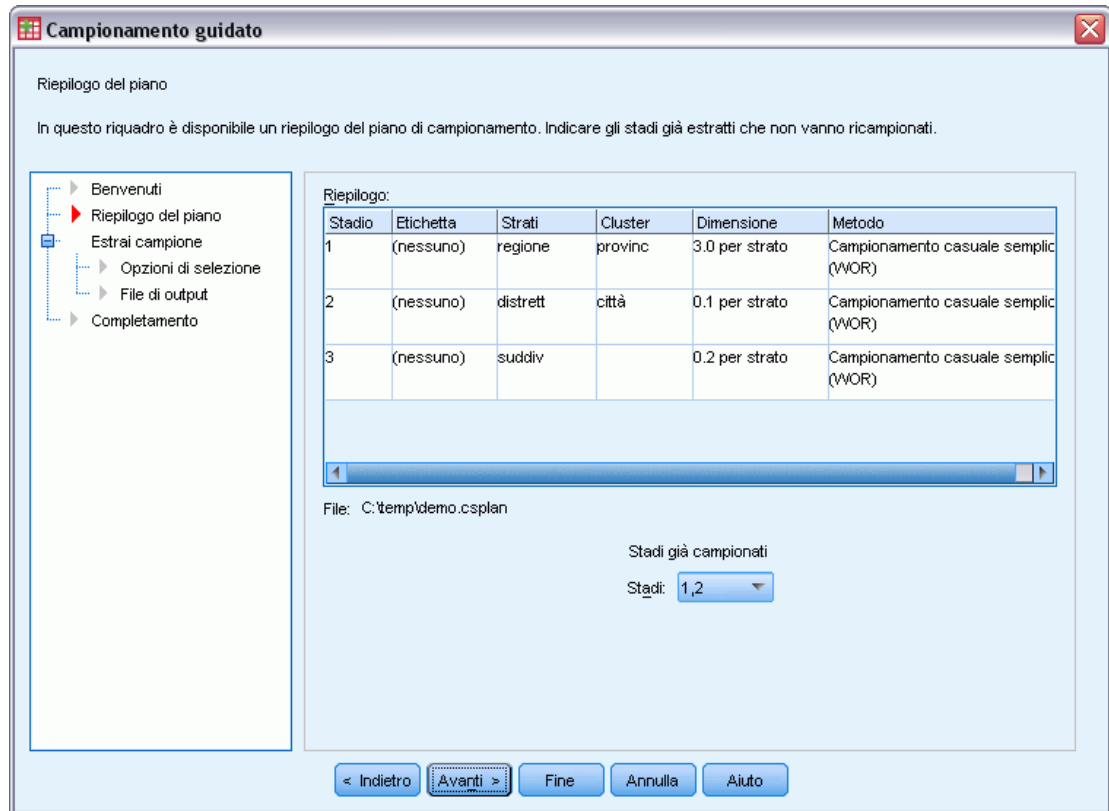 Campionamento guidato
Riepilogo del piano
In questo riquadro è disponibile un riepilogo del piano di campionamento. Indicare gli stadi già estratti che non vanno ricampionati.
Benvenuti
Riepilogo del piano
Estrai campione
Opzioni di selezione
File di output
Completamento
Riepilogo:
Stadio Etichetta Strati Cluster Dimensione Metodo
1 (nessuno) regione provinc 3.0 per strato Campionamento casuale semplic
(WOR)
2 (nessuno) distrett città 0.1 per strato Campionamento casuale semplic
(WOR)
3 (nessuno) suddiv 0.2 per strato Campionamento casuale semplic
(WOR)
File: C:\temp\demo.csplan
Stadi già campionati
Stadi: 1,2
< Indietro Avanti > Fine Annulla Aiuto